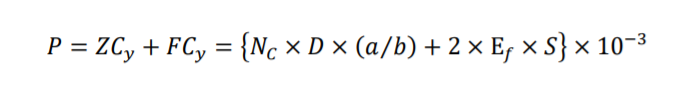 P = ZC_y + FC_y = {N_C × D × (a/b) + 2 × E_f × S} × 10^{-3}